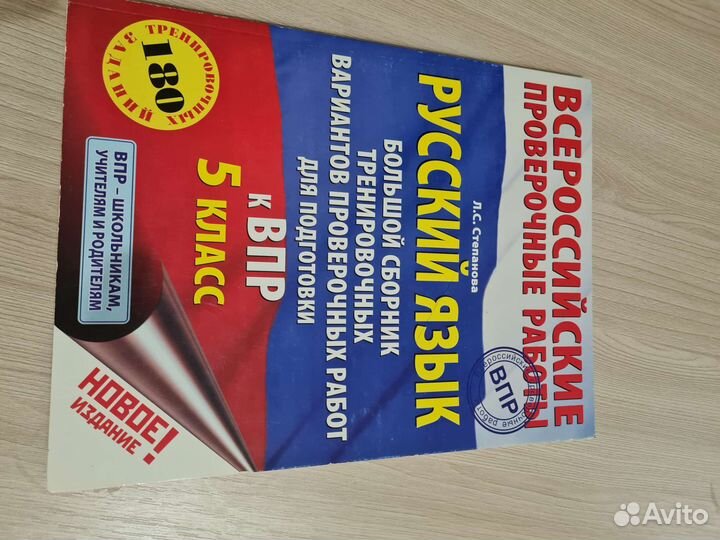 ВСЕРОССИЙСКИЕ
ПРОВЕРОЧНЫЕ РАБОТЫ
ВПР
Л.С. Степанова
РУССКИЙ ЯЗЫК
БОЛЬШОЙ СБОРНИК
ТРЕНИРОВОЧНЫХ
ВАРИАНТОВ ПРОВЕРОЧНЫХ РАБОТ
ДЛЯ ПОДГОТОВКИ
К ВПР
5 КЛАСС
180
ТРЕНИРОВОЧНЫХ ЗАДАНИЙ
ВПР - ШКОЛЬНИКАМ,
УЧИТЕЛЯМ И РОДИТЕЛЯМ
НОВОЕ!
ИЗДАНИЕ
Avito